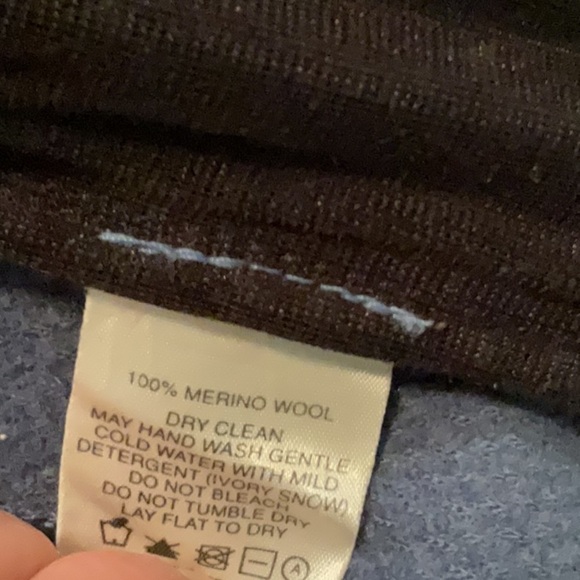 100% MERINO WOOL
DRY CLEAN
MAY HAND WASH GENTLE
COLD WATER WITH MILD
DETERGENT (IVORY SNOW)
DO NOT BLEACH
DO NOT TUMBLE DRY
LAY FLAT TO DRY
A